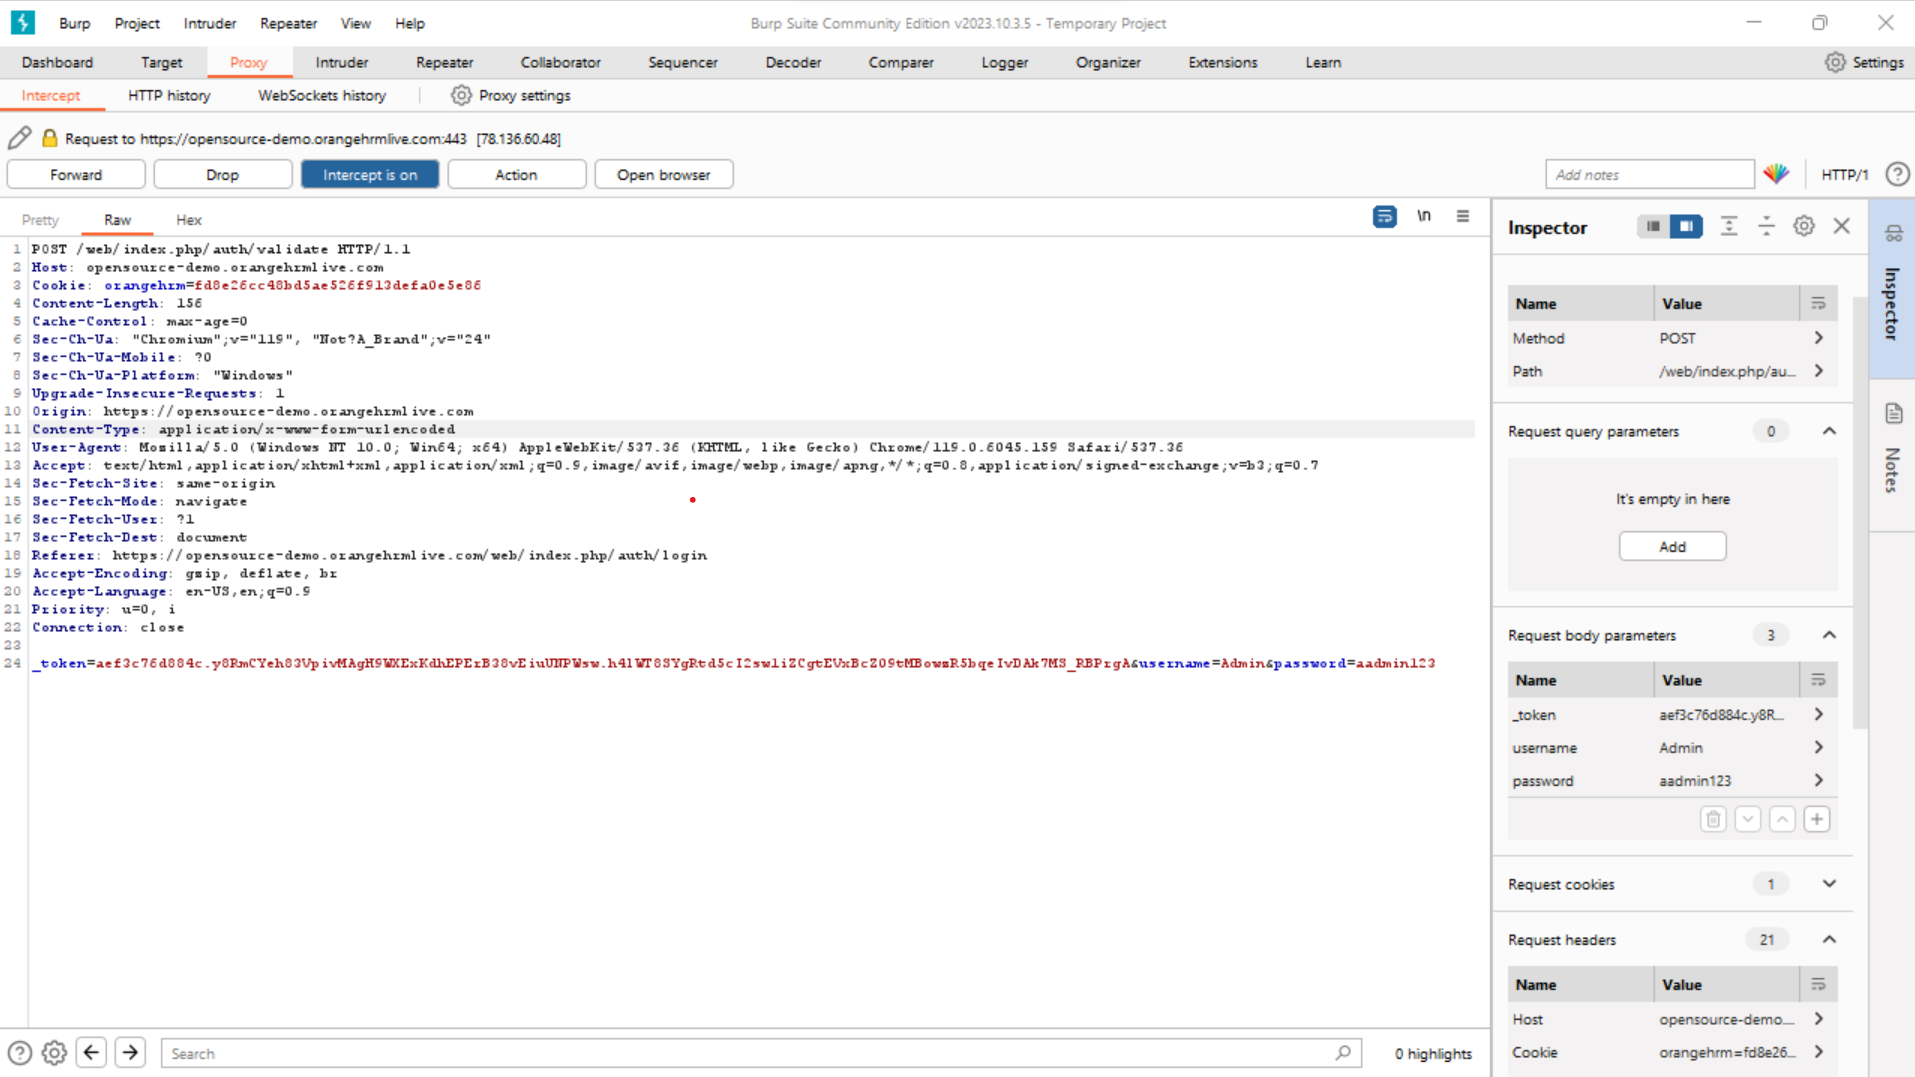 Burp Project Intruder Repeater View Help Burp Suite Community Edition v2023.10.3.5 - Temporary Project
Dashboard Target Proxy Intruder Repeater Collaborator Sequencer Decoder Comparer Logger Organizer Extensions Learn Settings
Intercept HTTP history WebSockets history Proxy settings
Request to https://opensource-demo.orangehrmlive.com:443 [78.136.60.48]
Forward Drop Intercept is on Action Open browser Add notes HTTP/1
Pretty Raw Hex \n
1 POST /web/index.php/auth/validate HTTP/1.1
2 Host: opensource-demo.orangehrmlive.com
3 Cookie: orangehrm=fd8e26cc48bd5ae526f913defa0e5e86
4 Content-Length: 156
5 Cache-Control: max-age=0
6 Sec-Ch-Ua: "Chromium";v="119", "Not?A_Brand";v="24"
7 Sec-Ch-Ua-Mobile: ?0
8 Sec-Ch-Ua-Platform: "Windows"
9 Upgrade-Insecure-Requests: 1
10 Origin: https://opensource-demo.orangehrmlive.com
11 Content-Type: application/x-www-form-urlencoded
12 User-Agent: Mozilla/5.0 (Windows NT 10.0; Win64; x64) AppleWebKit/537.36 (KHTML, like Gecko) Chrome/119.0.6045.159 Safari/537.36
13 Accept: text/html,application/xhtml+xml,application/xml;q=0.9,image/avif,image/webp,image/apng,*/*;q=0.8,application/signed-exchange;v=b3;q=0.7
14 Sec-Fetch-Site: same-origin
15 Sec-Fetch-Mode: navigate
16 Sec-Fetch-User: ?1
17 Sec-Fetch-Dest: document
18 Referer: https://opensource-demo.orangehrmlive.com/web/index.php/auth/login
19 Accept-Encoding: gzip, deflate, br
20 Accept-Language: en-US,en;q=0.9
21 Priority: u=0, i
22 Connection: close
23
24 _token=aef3c76d884c.y8RmCYeh83VpivMAgH9WXExKdhEPErB38vEiuUNPWsw.h41WT8SYgRtd5cI2sw1iZCgtEVxBcZ09tMBowzR5bqeIvDAk7MS_RBPrgA&username=Admin&password=aadmin123
Inspector
Name Value
Method POST
Path /web/index.php/au...
Request query parameters 0
It's empty in here
Add
Request body parameters 3
Name Value
_token aef3c76d884c.y8R...
username Admin
password aadmin123
Request cookies 1
Request headers 21
Name Value
Host opensource-demo....
Cookie orangehrm=fd8e26...
Inspector
Notes
Search 0 highlights